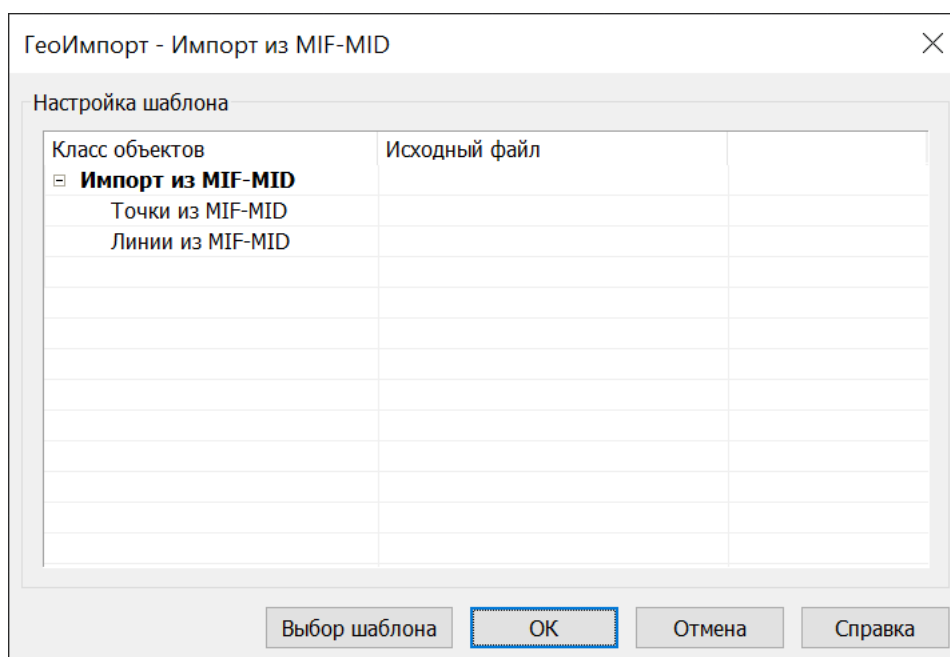 ГеоИмпорт - Импорт из MIF-MID
Настройка шаблона
Класс объектов Исходный файл
Импорт из MIF-MID
Точки из MIF-MID
Линии из MIF-MID
Выбор шаблона ОК Отмена Справка